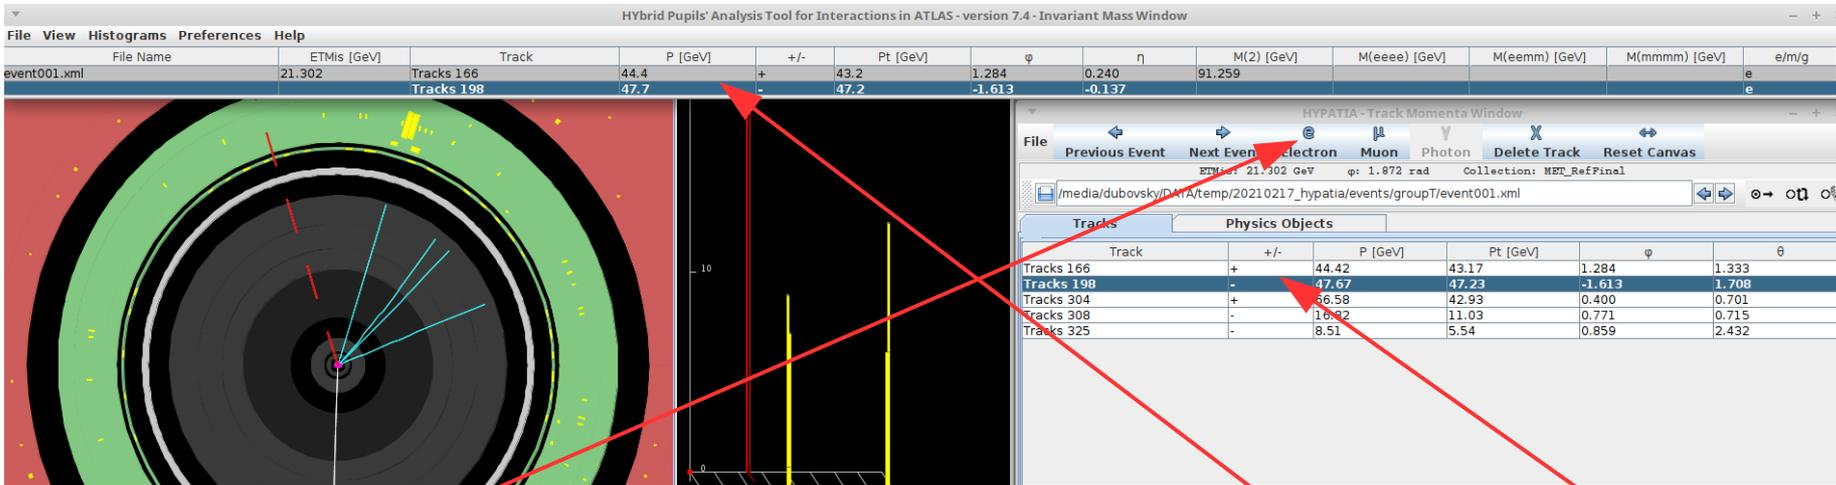 HYbrid Pupils' Analysis Tool for Interactions in ATLAS - version 7.4 - Invariant Mass Window
File View Histograms Preferences Help
File Name ETMis [GeV] Track P [GeV] +/- Pt [GeV] φ η M(2) [GeV] M(eeee) [GeV] M(eemm) [GeV] M(mmmm) [GeV] e/m/g
event001.xml 21.302 Tracks 166 44.4 + 43.2 1.284 0.240 91.259 e
Tracks 198 47.7 - 47.2 -1.613 -0.137 e
HYPATIA - Track Momenta Window
File
Previous Event Next Event Electron Muon Photon Delete Track Reset Canvas
ETMis: 21.302 GeV φ: 1.872 rad Collection: MET_RefFinal
/media/dubovsky/DATA/temp/20210217_hypatia/events/groupT/event001.xml
Tracks Physics Objects
Track +/- P [GeV] Pt [GeV] φ θ
Tracks 166 + 44.42 43.17 1.284 1.333
Tracks 198 - 47.67 47.23 -1.613 1.708
Tracks 304 + 56.58 42.93 0.400 0.701
Tracks 308 - 11.03 0.771 0.715
Tracks 325 - 8.51 5.54 0.859 2.432
10
0